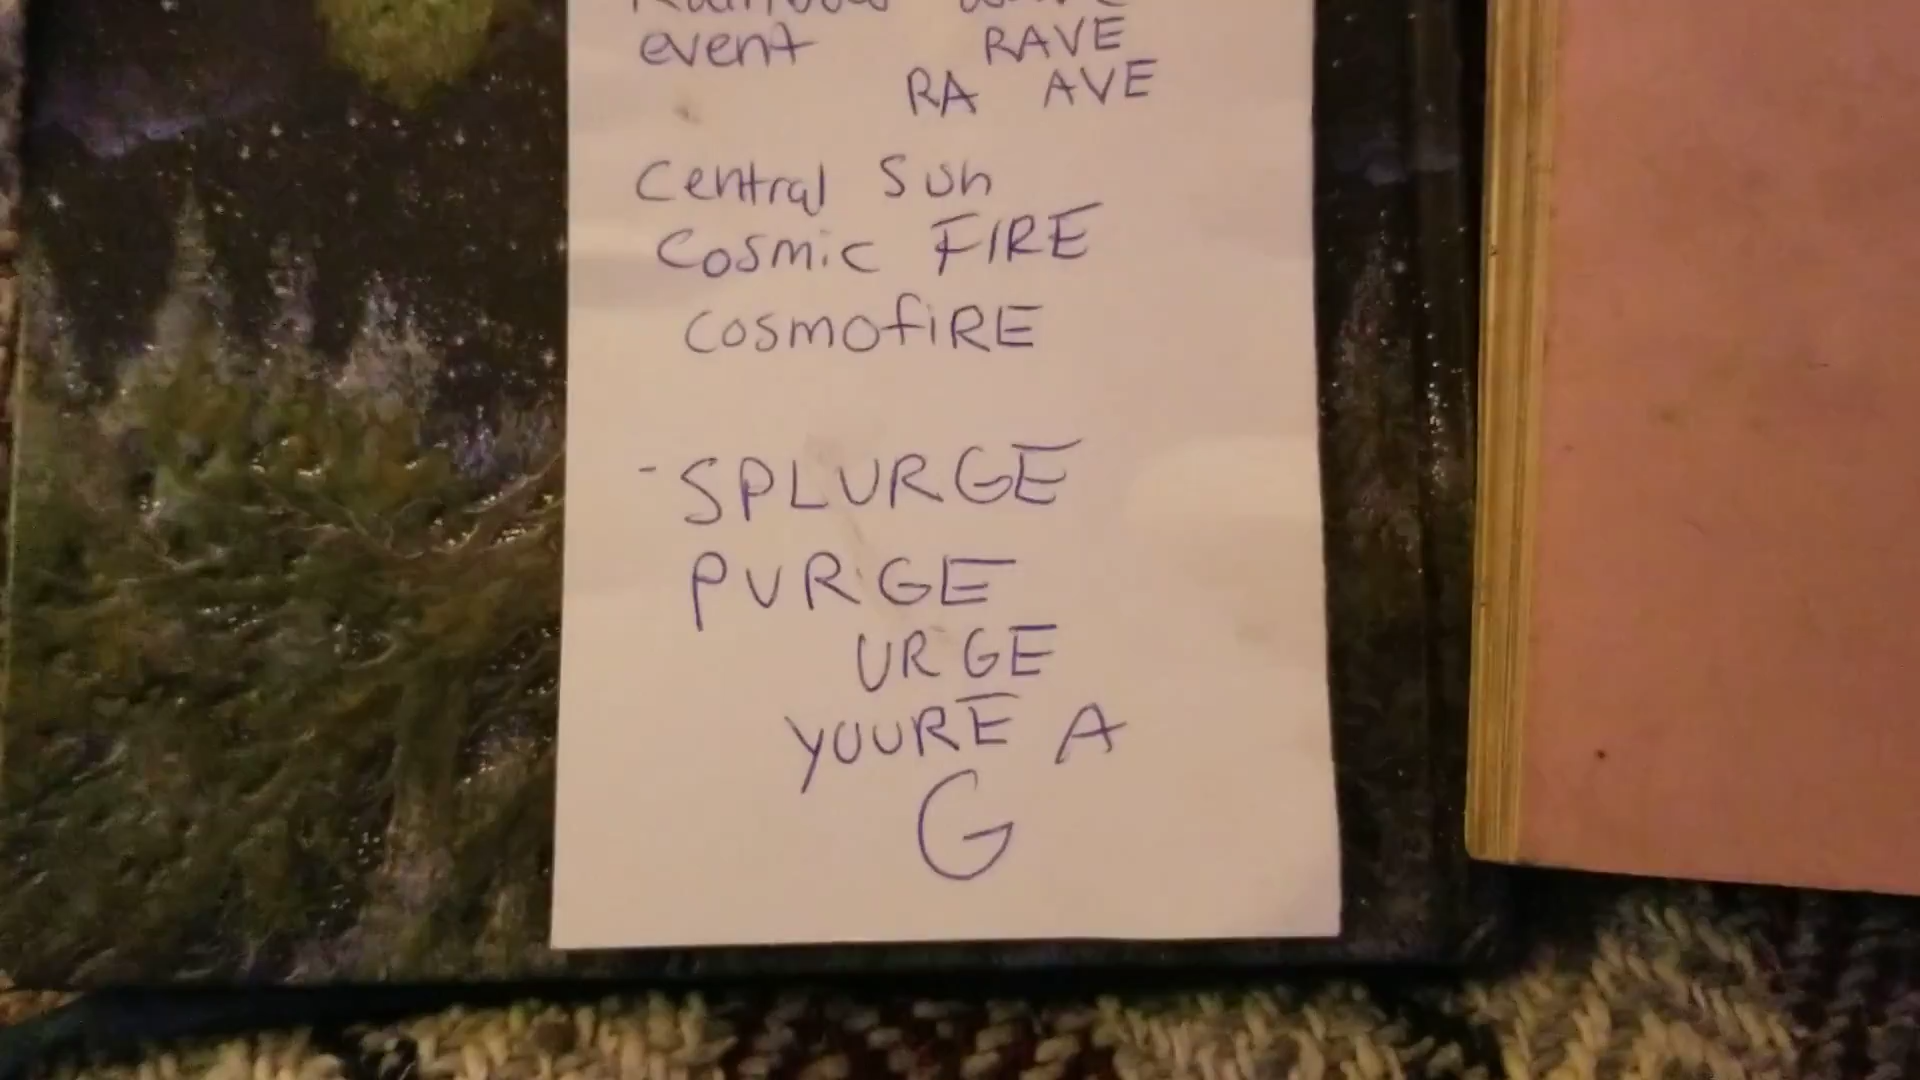 event RAVE
RA AVE
Central Sun
Cosmic FIRE
COSMOfiRE
- SPLURGE
PURGE
URGE
YOURE A
G